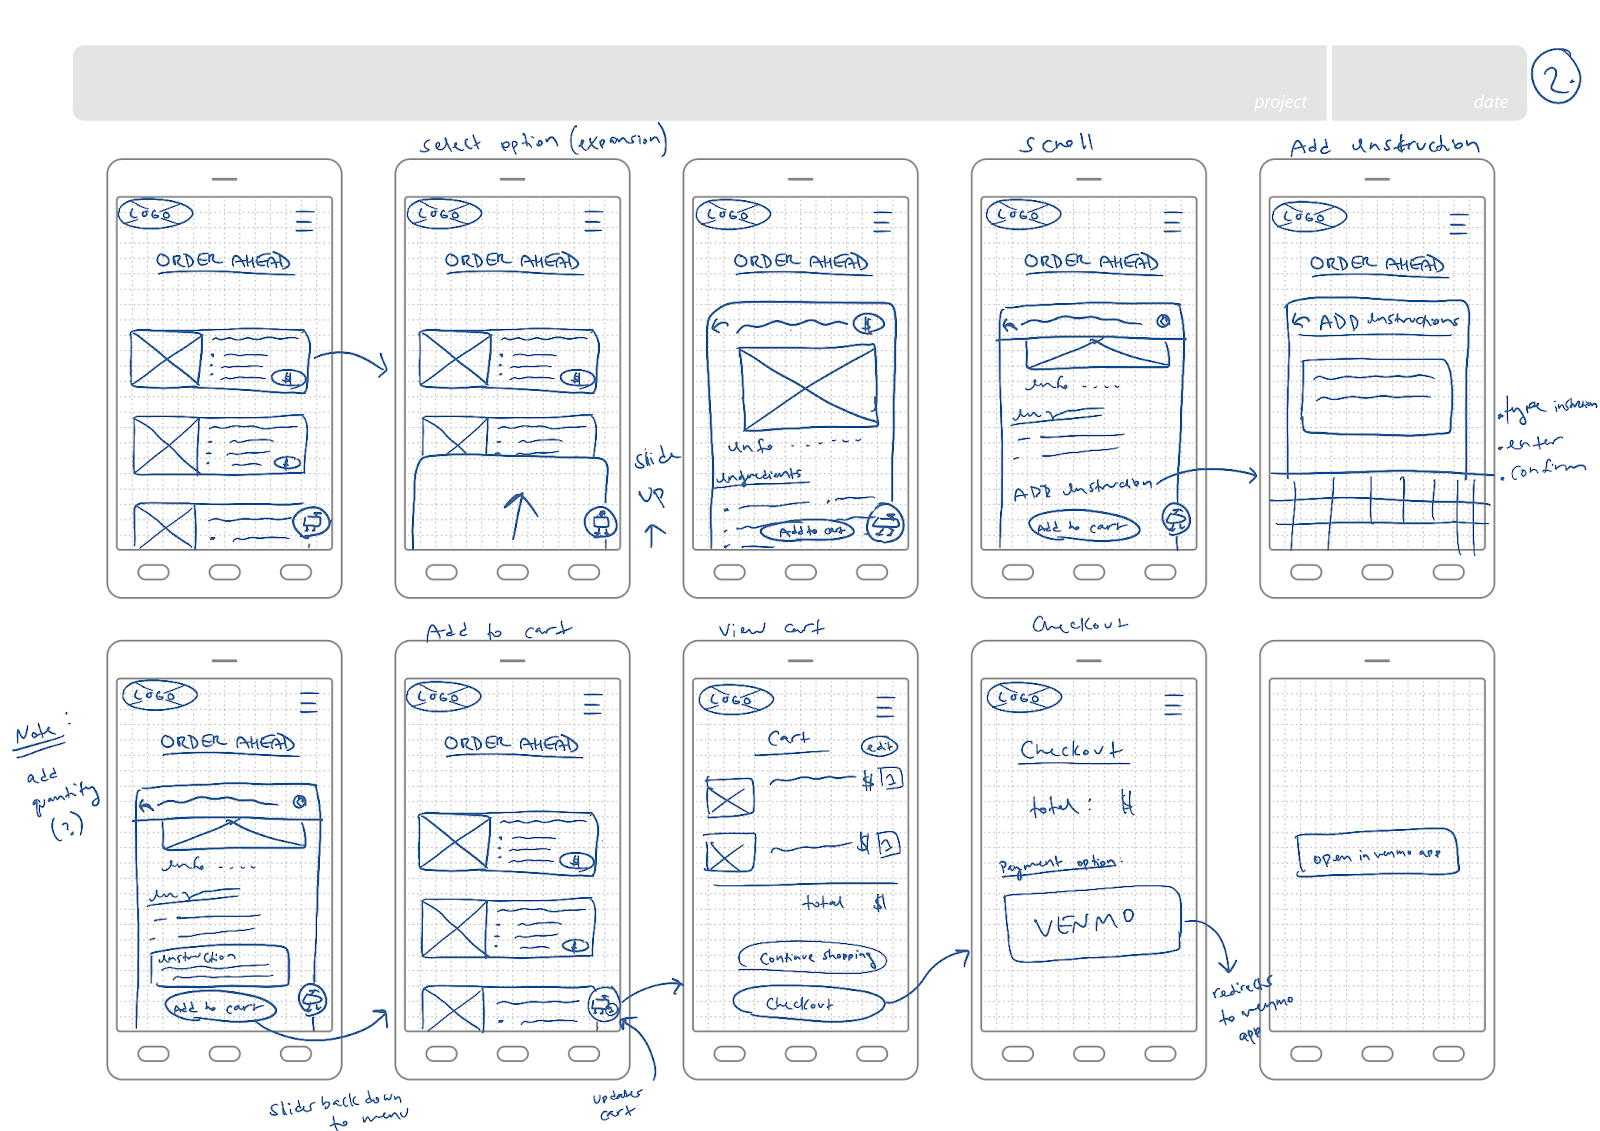 project
date
2.
select option (expansion)
scroll
Add instruction
LOGO
ORDER AHEAD
$
$
LOGO
ORDER AHEAD
$
slide
up
LOGO
ORDER AHEAD
$
info
Ingredients
Add to cart
LOGO
ORDER AHEAD
info
ADD instruction
Add to cart
LOGO
ORDER AHEAD
ADD instructions
. type instruction
. enter
. confirm
Add to cart
View cart
Checkout
Note:
add
quantity
(?)
LOGO
ORDER AHEAD
info
instruction
Add to cart
slides back down
to menu
LOGO
ORDER AHEAD
$
$
updates
cart
LOGO
Cart
edit
$ 1
$ 1
total $
Continue shopping
Checkout
LOGO
Checkout
total: $
Payment option:
VENMO
redirects
to venmo
app
open in venmo app